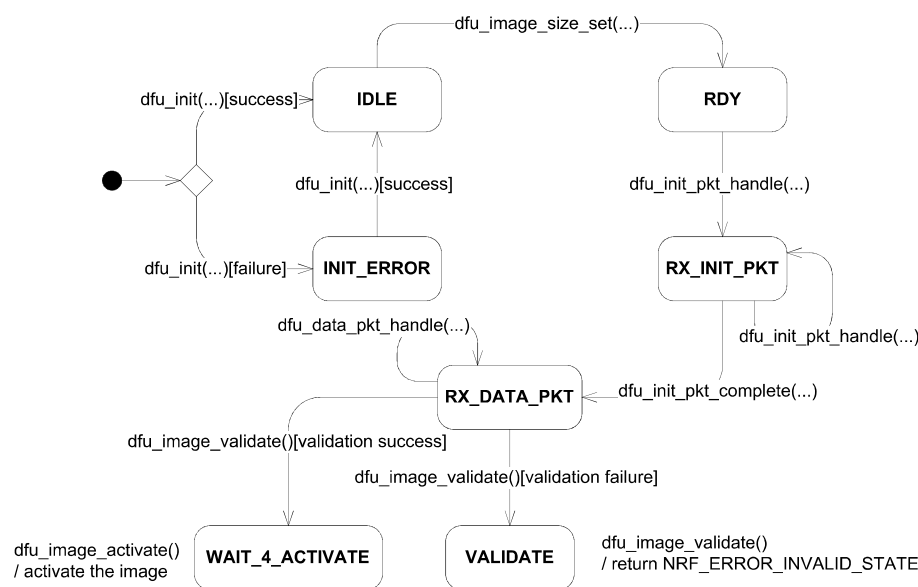 dfu_image_size_set(...)
dfu_init(...)[success]
IDLE
RDY
dfu_init(...)[success]
dfu_init_pkt_handle(...)
dfu_init(...)[failure]
INIT_ERROR
RX_INIT_PKT
dfu_data_pkt_handle(...)
dfu_init_pkt_handle(...)
RX_DATA_PKT
dfu_init_pkt_complete(...)
dfu_image_validate()[validation success]
dfu_image_validate()[validation failure]
dfu_image_activate()
/ activate the image
WAIT_4_ACTIVATE
VALIDATE
dfu_image_validate()
/ return NRF_ERROR_INVALID_STATE